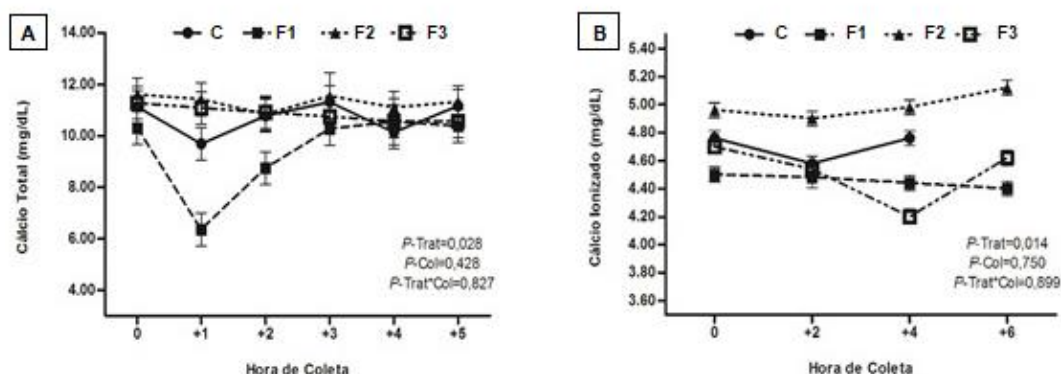 A
C F1 F2 F3
Cálcio Total (mg/dL)
14.00
12.00
10.00
8.00
6.00
4.00
P-Trat=0,028
P-Col=0,428
P-Trat*Col=0,827
0 +1 +2 +3 +4 +5
Hora de Coleta
B
C F1 F2 F3
Cálcio Ionizado (mg/dL)
5.40
5.20
5.00
4.80
4.60
4.40
4.20
4.00
3.80
3.60
P-Trat=0,014
P-Col=0,750
P-Trat*Col=0,899
0 +2 +4 +6
Hora de Coleta